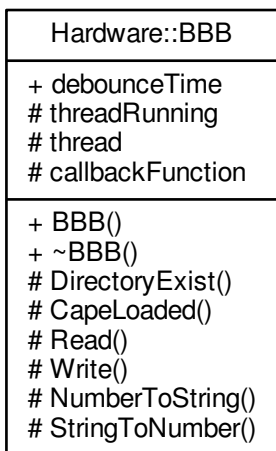 Hardware::BBB
+ debounceTime
# threadRunning
# thread
# callbackFunction
+ BBB()
+ ~BBB()
# DirectoryExist()
# CapeLoaded()
# Read()
# Write()
# NumberToString()
# StringToNumber()